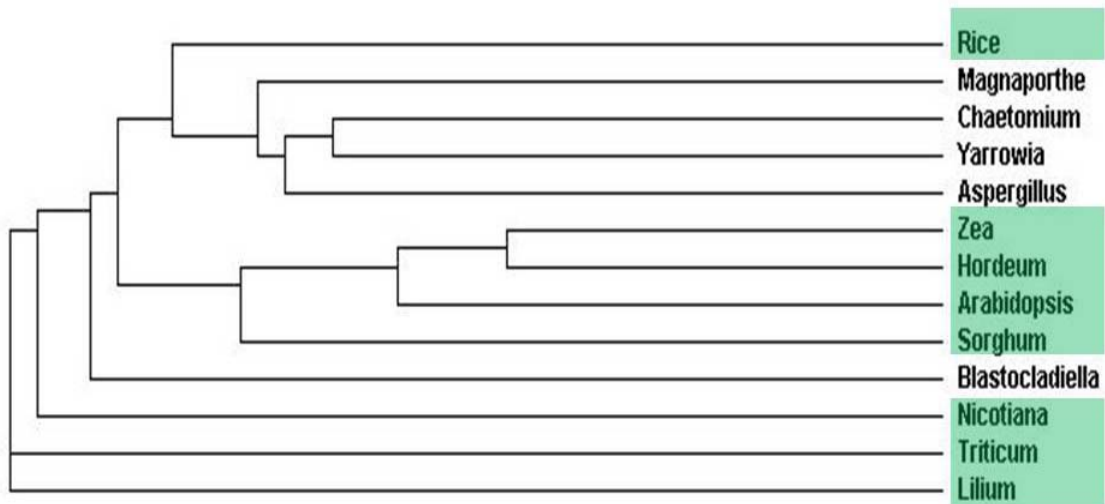 Rice
Magnaporthe
Chaetomium
Yarrowia
Aspergillus
Zea
Hordeum
Arabidopsis
Sorghum
Blastocladiella
Nicotiana
Triticum
Lilium